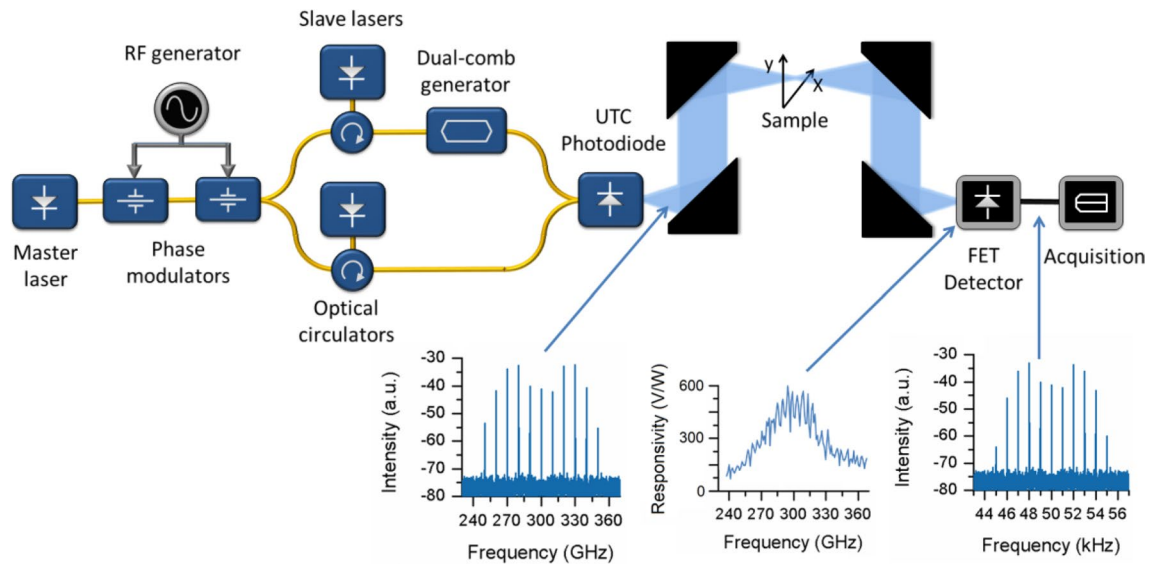 Slave lasers
RF generator
Dual-comb
generator
UTC
Photodiode
y
x
Sample
Master
laser
Phase
modulators
Optical
circulators
FET
Detector
Acquisition
-30
-40
-50
-60
-70
-80
Intensity (a.u.)
240 270 300 330 360
Frequency (GHz)
600
300
0
Responsivity (V/W)
240 270 300 330 360
Frequency (GHz)
-30
-40
-50
-60
-70
-80
Intensity (a.u.)
44 46 48 50 52 54 56
Frequency (kHz)